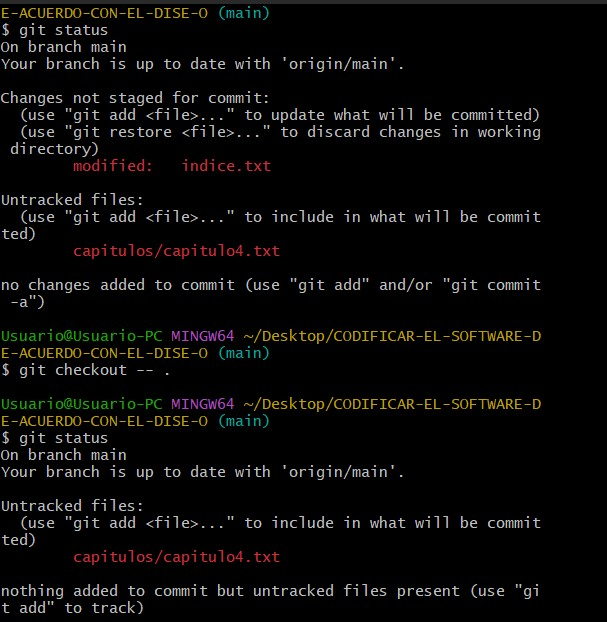 E-ACUERDO-CON-EL-DISE-O (main)
$ git status
On branch main
Your branch is up to date with 'origin/main'.
Changes not staged for commit:
  (use "git add <file>..." to update what will be committed)
  (use "git restore <file>..." to discard changes in working
 directory)
        modified:   indice.txt
Untracked files:
  (use "git add <file>..." to include in what will be commit
ted)
        capitulos/capitulo4.txt
no changes added to commit (use "git add" and/or "git commit
 -a")
Usuario@Usuario-PC MINGW64 ~/Desktop/CODIFICAR-EL-SOFTWARE-D
E-ACUERDO-CON-EL-DISE-O (main)
$ git checkout -- .
Usuario@Usuario-PC MINGW64 ~/Desktop/CODIFICAR-EL-SOFTWARE-D
E-ACUERDO-CON-EL-DISE-O (main)
$ git status
On branch main
Your branch is up to date with 'origin/main'.
Untracked files:
  (use "git add <file>..." to include in what will be commit
ted)
        capitulos/capitulo4.txt
nothing added to commit but untracked files present (use "gi
t add" to track)